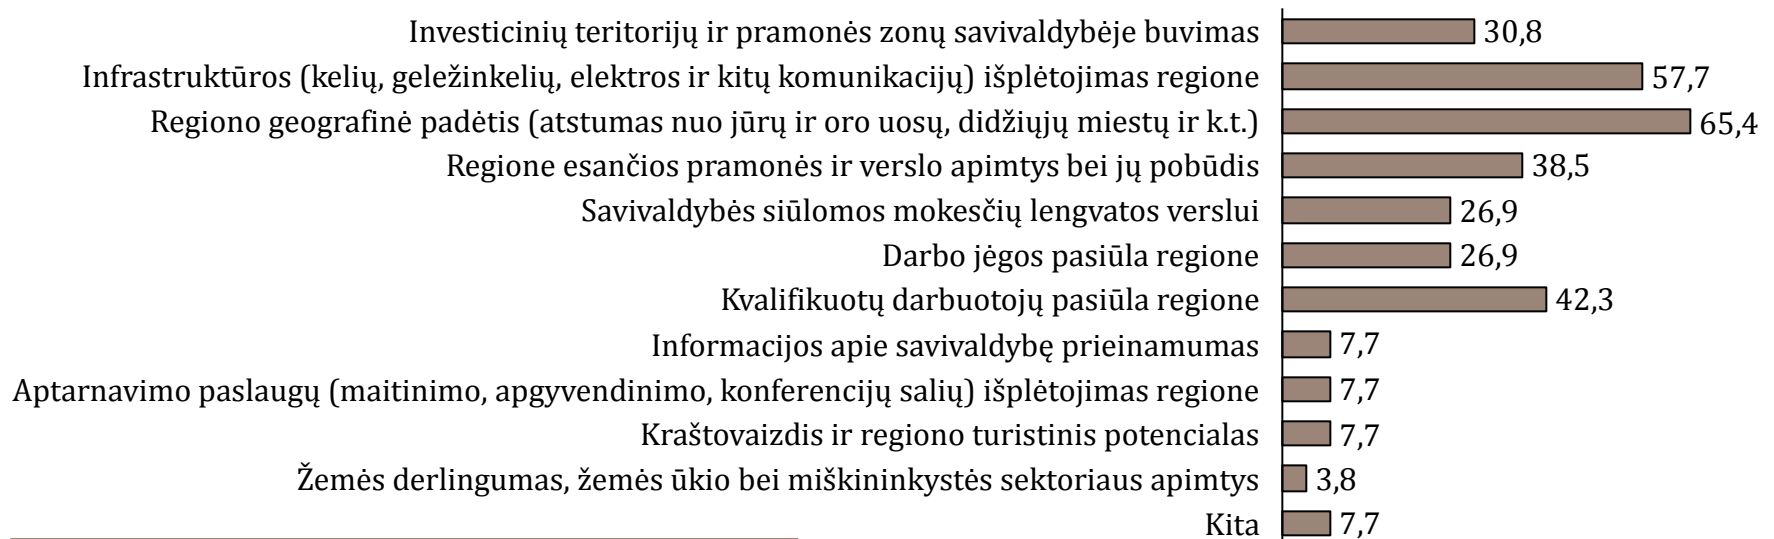 Investicinių teritorijų ir pramonės zonų savivaldybėje buvimas 30,8
Infrastruktūros (kelių, geležinkelių, elektros ir kitų komunikacijų) išplėtojimas regione 57,7
Regiono geografinė padėtis (atstumas nuo jūrų ir oro uosų, didžiųjų miestų ir k.t.) 65,4
Regione esančios pramonės ir verslo apimtys bei jų pobūdis 38,5
Savivaldybės siūlomos mokesčių lengvatos verslui 26,9
Darbo jėgos pasiūla regione 26,9
Kvalifikuotų darbuotojų pasiūla regione 42,3
Informacijos apie savivaldybę prieinamumas 7,7
Aptarnavimo paslaugų (maitinimo, apgyvendinimo, konferencijų salių) išplėtojimas regione 7,7
Kraštovaizdis ir regiono turistinis potencialas 7,7
Žemės derlingumas, žemės ūkio bei miškininkystės sektoriaus apimtys 3,8
Kita 7,7